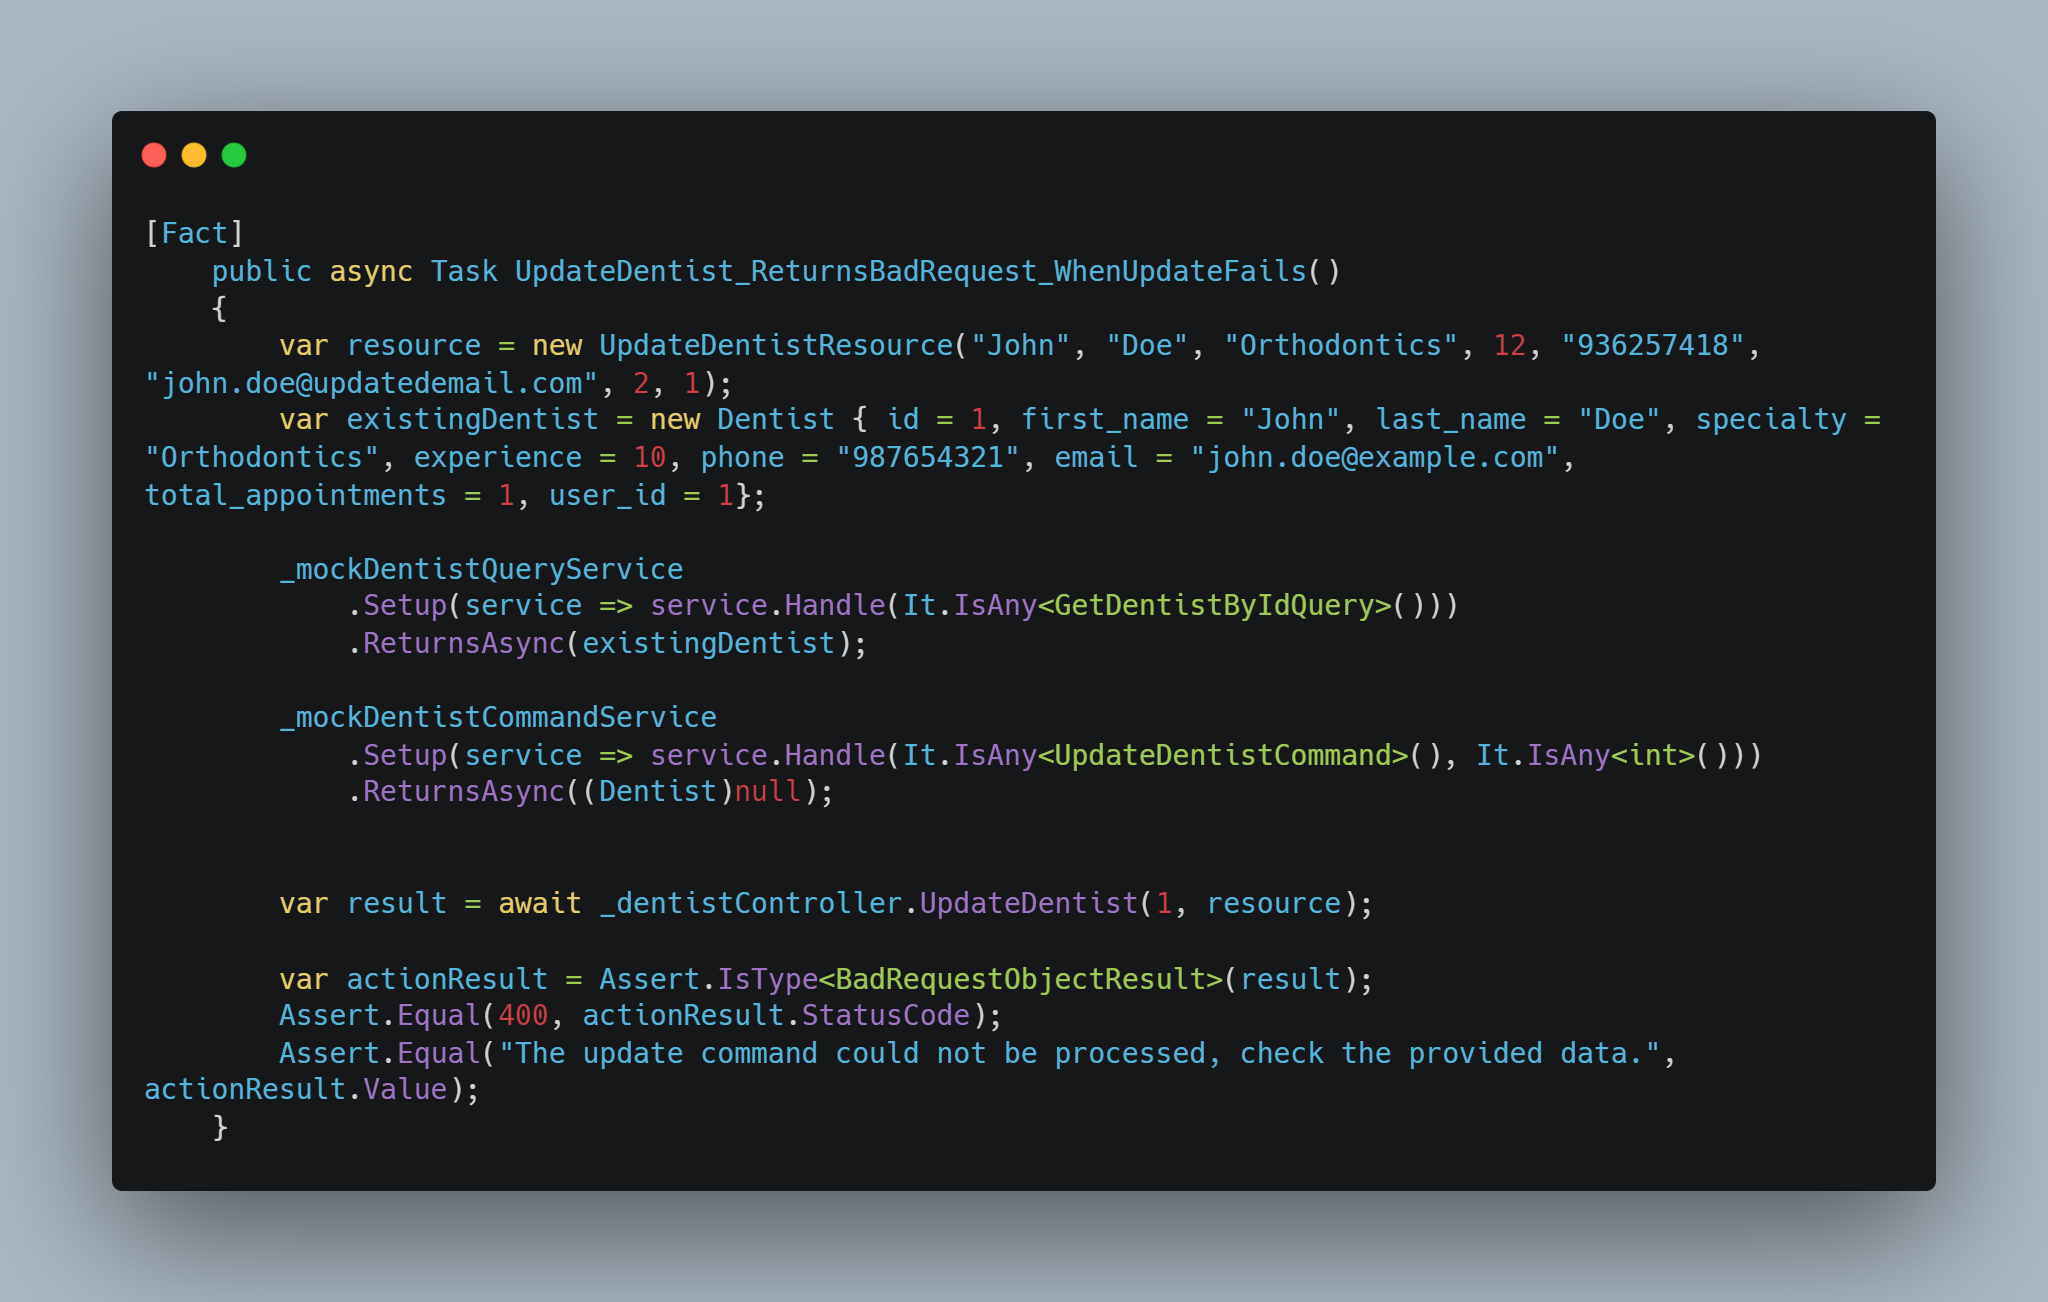 [Fact]
    public async Task UpdateDentist_ReturnsBadRequest_WhenUpdateFails()
    {
        var resource = new UpdateDentistResource("John", "Doe", "Orthodontics", 12, "936257418",
"john.doe@updatedemail.com", 2, 1);
        var existingDentist = new Dentist { id = 1, first_name = "John", last_name = "Doe", specialty =
"Orthodontics", experience = 10, phone = "987654321", email = "john.doe@example.com",
total_appointments = 1, user_id = 1};

        _mockDentistQueryService
            .Setup(service => service.Handle(It.IsAny<GetDentistByIdQuery>()))
            .ReturnsAsync(existingDentist);

        _mockDentistCommandService
            .Setup(service => service.Handle(It.IsAny<UpdateDentistCommand>(), It.IsAny<int>()))
            .ReturnsAsync((Dentist)null);


        var result = await _dentistController.UpdateDentist(1, resource);

        var actionResult = Assert.IsType<BadRequestObjectResult>(result);
        Assert.Equal(400, actionResult.StatusCode);
        Assert.Equal("The update command could not be processed, check the provided data.",
actionResult.Value);
    }